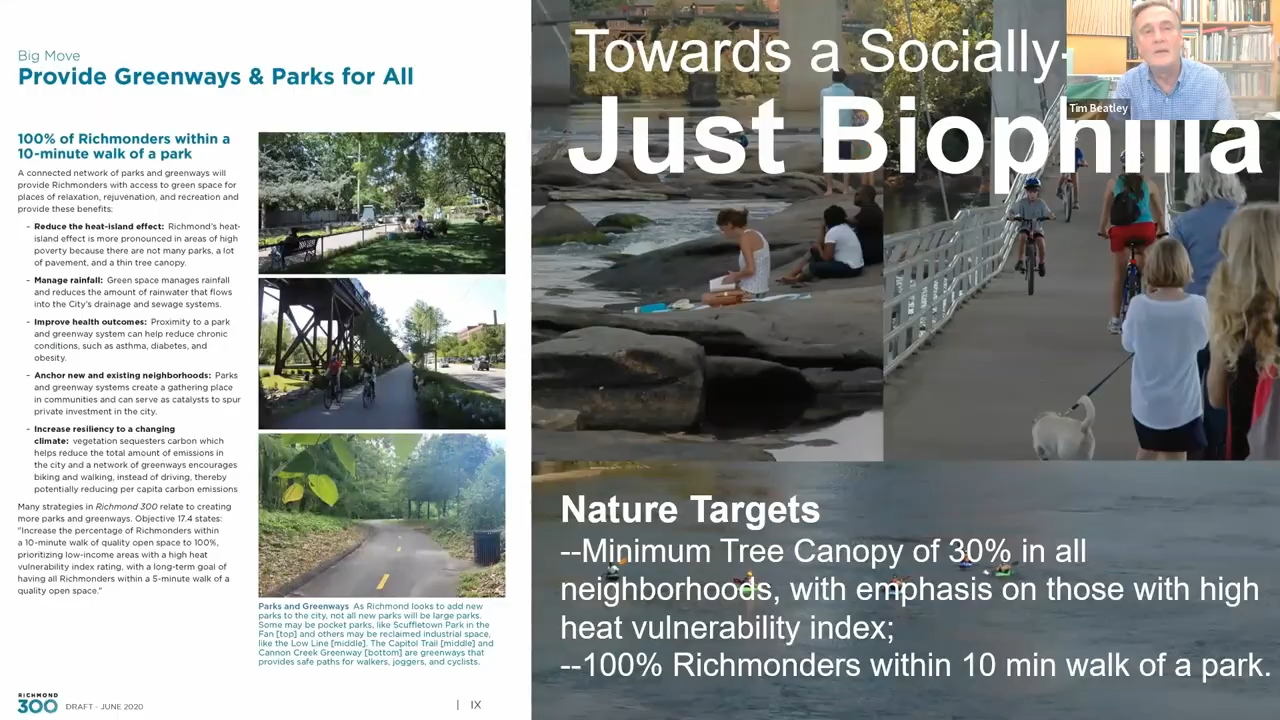 Big Move
Provide Greenways & Parks for All
100% of Richmonders within a
10-minute walk of a park
A connected network of parks and greenways will
provide Richmonders with access to green space for
places of relaxation, rejuvenation, and recreation and
provide these benefits:
– Reduce the heat-island effect: Richmond's heat-
island effect is more pronounced in areas of high
poverty because there are not many parks, a lot
of pavement, and a thin tree canopy.
– Manage rainfall: Green space manages rainfall
and reduces the amount of rainwater that flows
into the City's drainage and sewage systems.
– Improve health outcomes: Proximity to a park
and greenway system can help reduce chronic
conditions, such as asthma, diabetes, and
obesity.
– Anchor new and existing neighborhoods: Parks
and greenway systems create a gathering place
in communities and can serve as catalysts to spur
private investment in the city.
– Increase resiliency to a changing
climate: vegetation sequesters carbon which
helps reduce the total amount of emissions in
the city and a network of greenways encourages
biking and walking, instead of driving, thereby
potentially reducing per capita carbon emissions
Many strategies in Richmond 300 relate to creating
more parks and greenways. Objective 17.4 states:
"Increase the percentage of Richmonders within
a 10-minute walk of quality open space to 100%,
prioritizing low-income areas with a high heat
vulnerability index rating, with a long-term goal of
having all Richmonders within a 5-minute walk of a
quality open space."
Parks and Greenways As Richmond looks to add new
parks to the city, not all new parks will be large parks.
Some may be pocket parks, like Scuffletown Park in the
Fan [top] and others may be reclaimed industrial space,
like the Low Line [middle]. The Capitol Trail [middle] and
Cannon Creek Greenway [bottom] are greenways that
provides safe paths for walkers, joggers, and cyclists.
RICHMOND
300 DRAFT - JUNE 2020
| IX
Towards a Socially-
Just Biophilia
Tim Beatley
Nature Targets
--Minimum Tree Canopy of 30% in all
neighborhoods, with emphasis on those with high
heat vulnerability index;
--100% Richmonders within 10 min walk of a park.